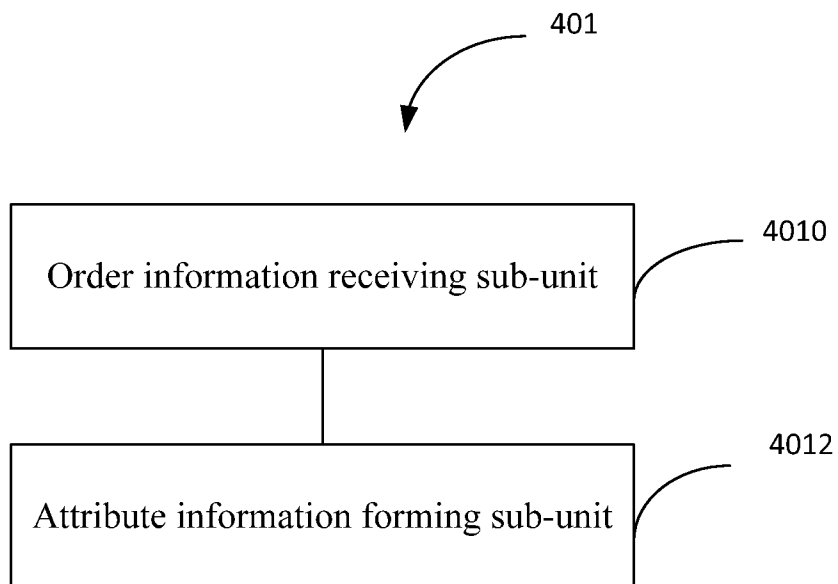 401
4010
Order information receiving sub-unit
4012
Attribute information forming sub-unit